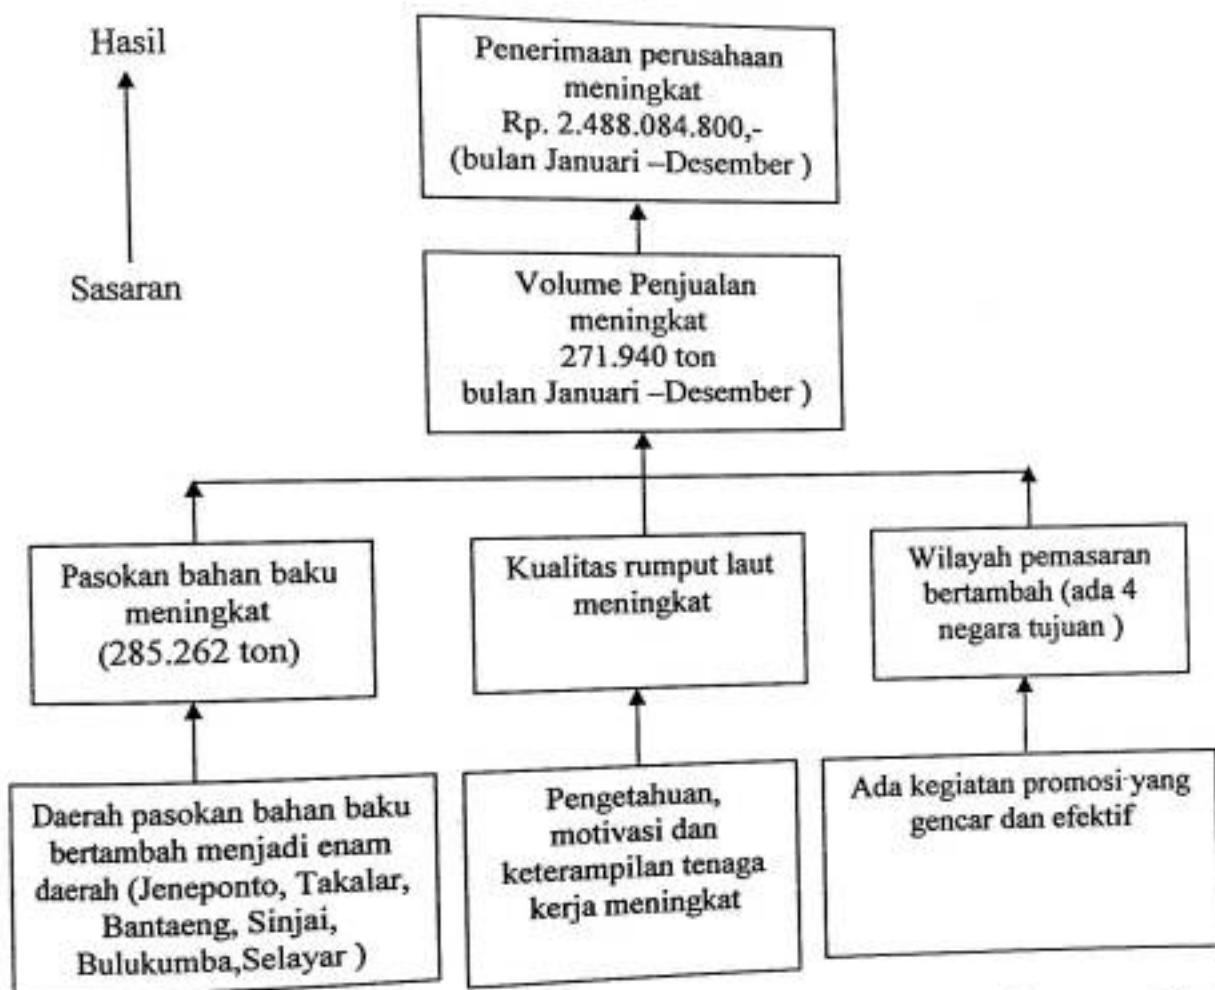 Hasil
Penerimaan perusahaan
meningkat
Rp. 2.488.084.800,-
(bulan Januari –Desember )
Sasaran
Volume Penjualan
meningkat
271.940 ton
bulan Januari –Desember )
Pasokan bahan baku
meningkat
(285.262 ton)
Kualitas rumput laut
meningkat
Wilayah pemasaran
bertambah (ada 4
negara tujuan )
Daerah pasokan bahan baku
bertambah menjadi enam
daerah (Jeneponto, Takalar,
Bantaeng, Sinjai,
Bulukumba,Selayar )
Pengetahuan,
motivasi dan
keterampilan tenaga
kerja meningkat
Ada kegiatan promosi yang
gencar dan efektif